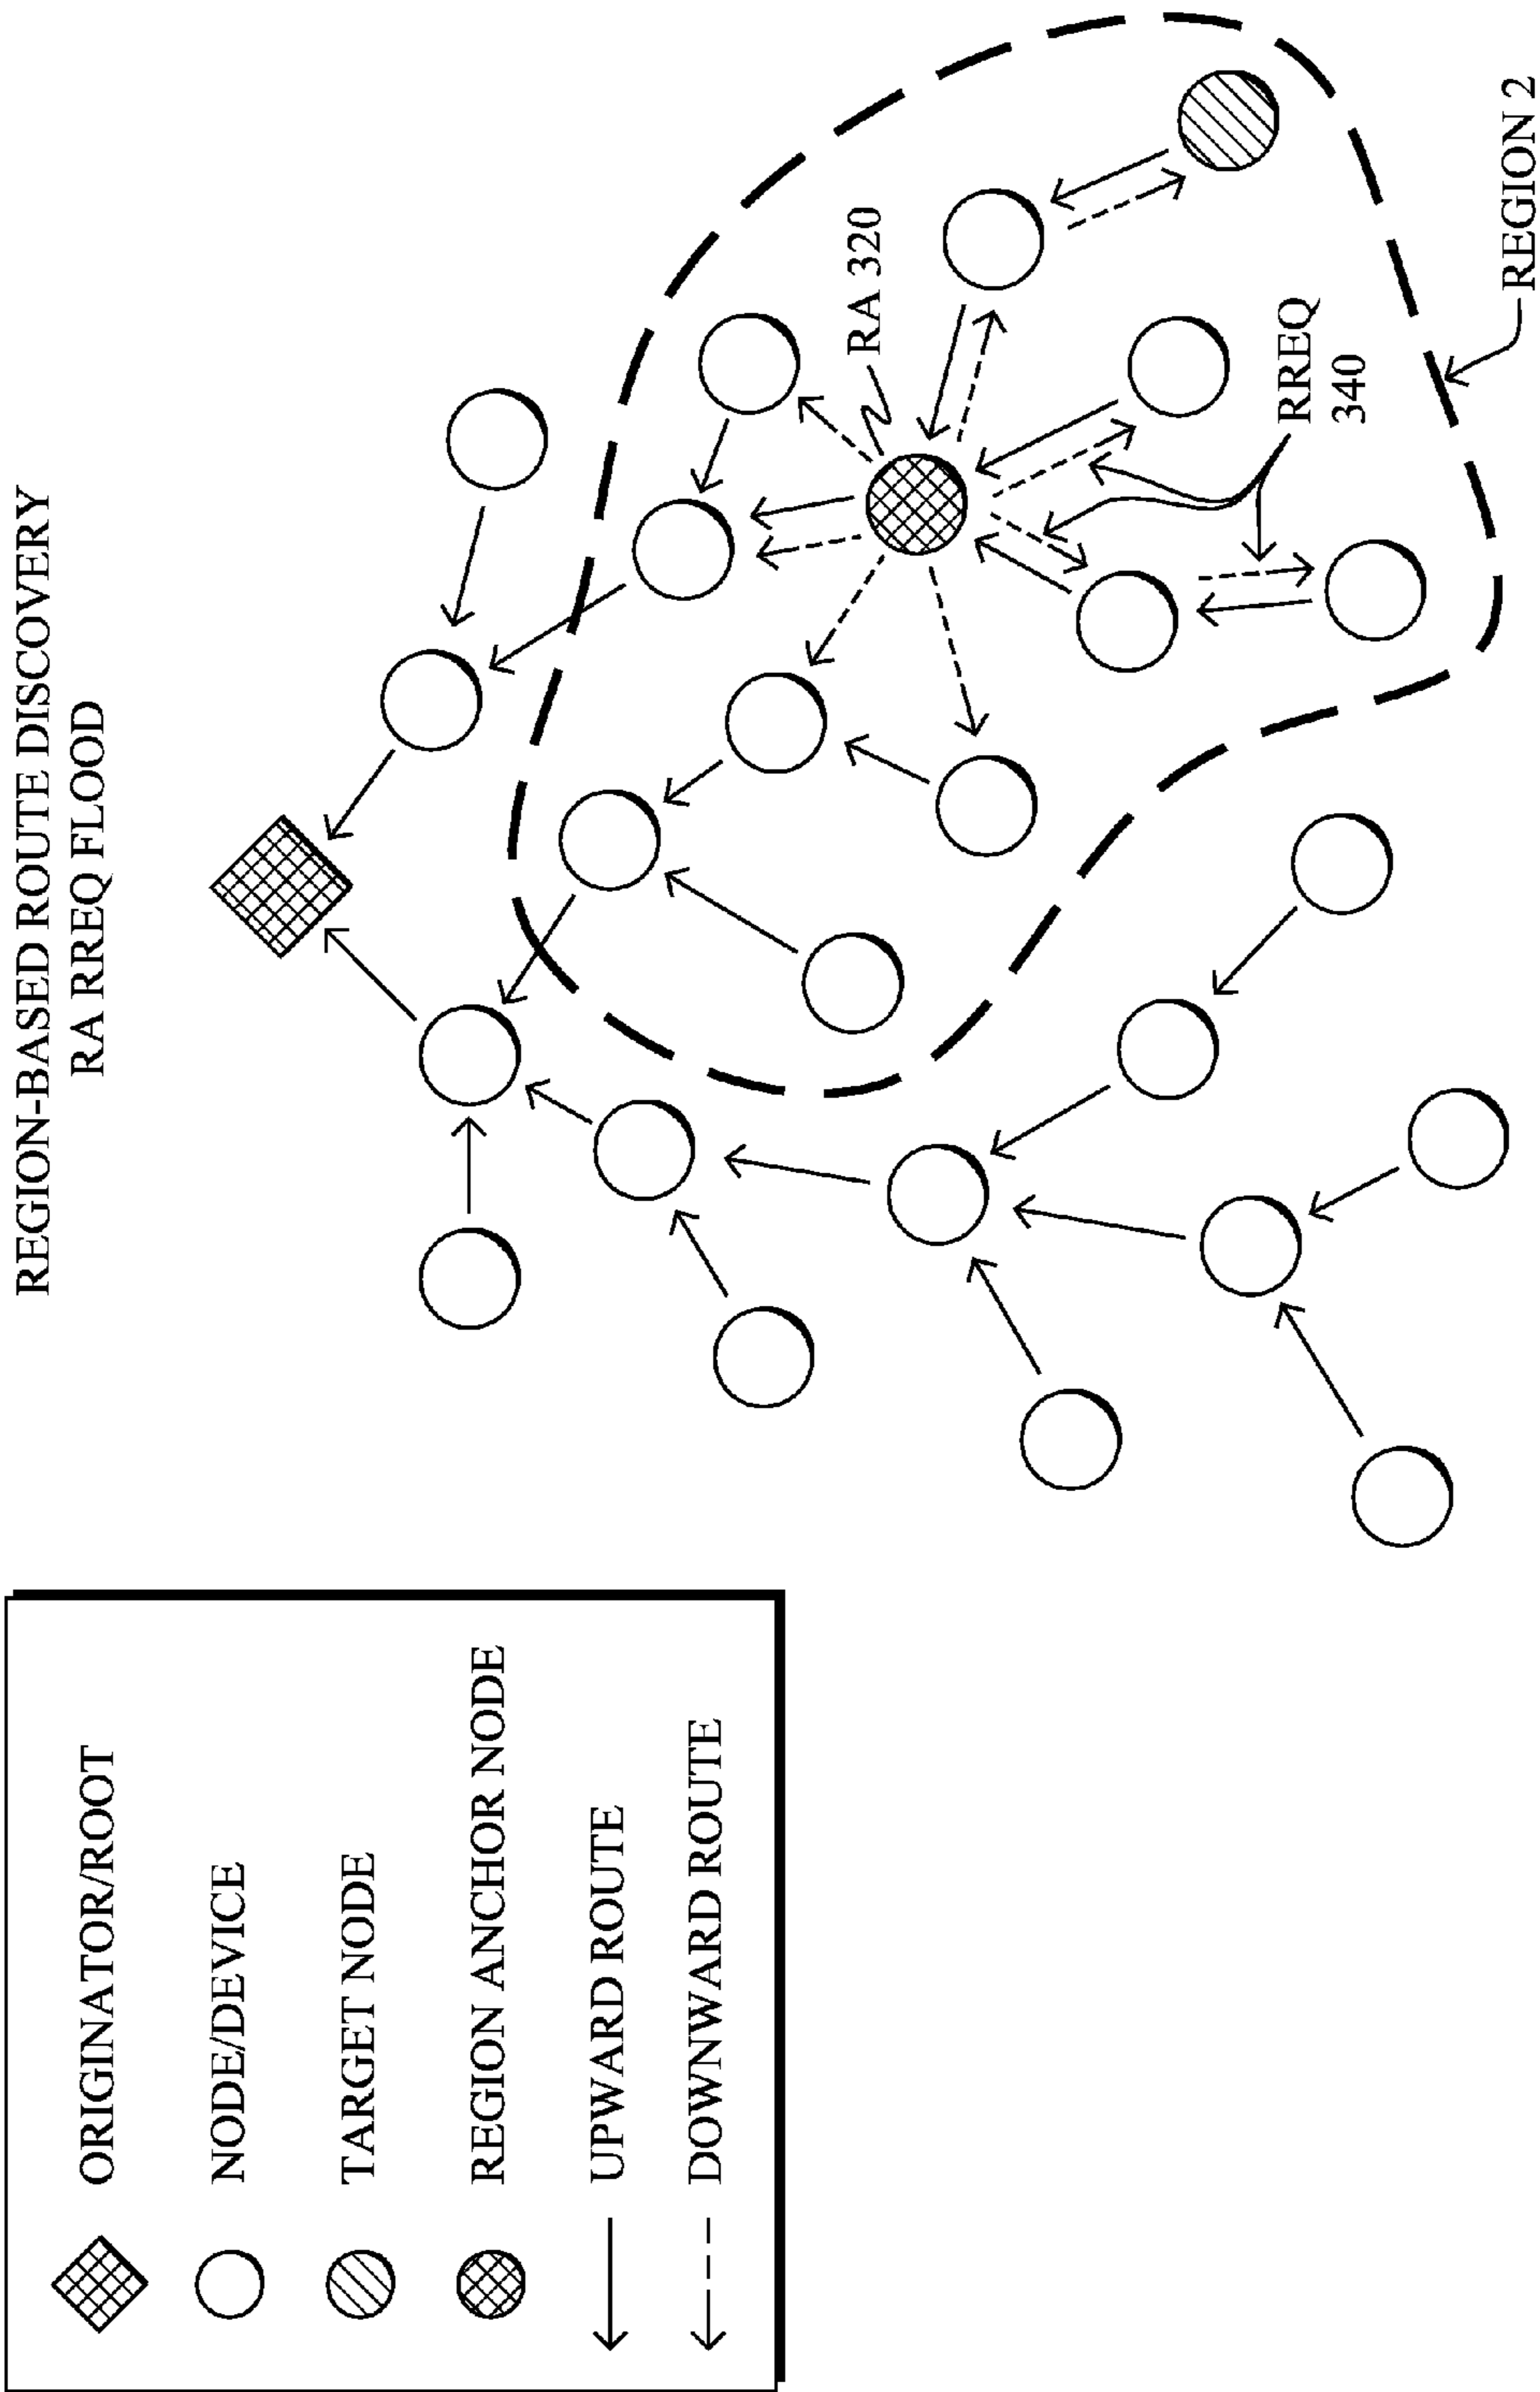 REGION-BASED ROUTE DISCOVERY
RA RREQ FLOOD
ORIGINATOR/ROOT
NODE/DEVICE
TARGET NODE
REGION ANCHOR NODE
UPWARD ROUTE
DOWNWARD ROUTE
RA 320
RREQ
340
REGION 2